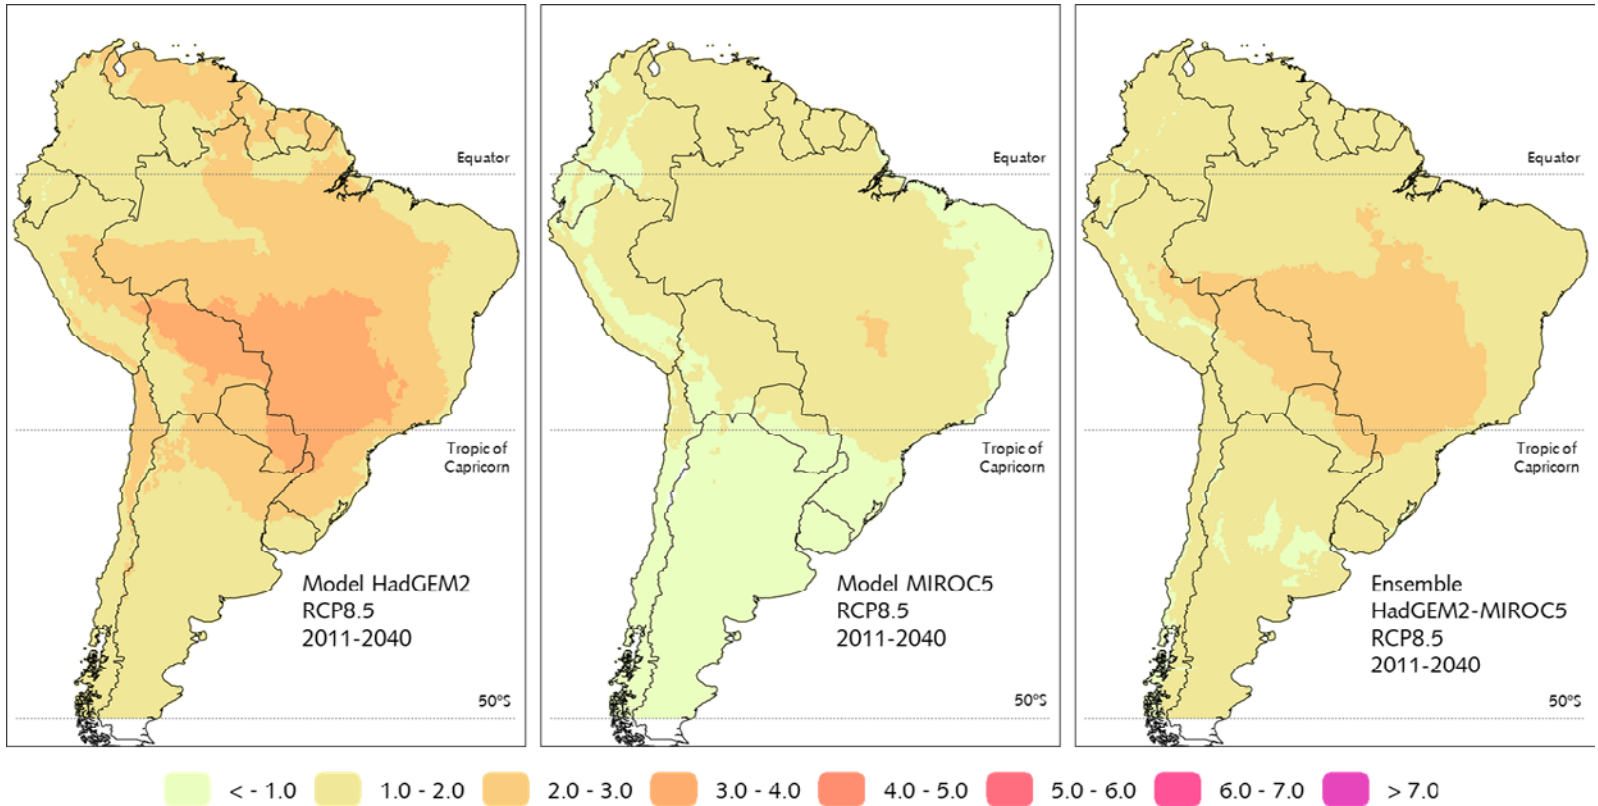 Equator
Tropic of
Capricorn
Model HadGEM2
RCP8.5
2011-2040
50ºS
Equator
Tropic of
Capricorn
Model MIROC5
RCP8.5
2011-2040
50ºS
Equator
Tropic of
Capricorn
Ensemble
HadGEM2-MIROC5
RCP8.5
2011-2040
50ºS
< - 1.0 1.0 - 2.0 2.0 - 3.0 3.0 - 4.0 4.0 - 5.0 5.0 - 6.0 6.0 - 7.0 > 7.0